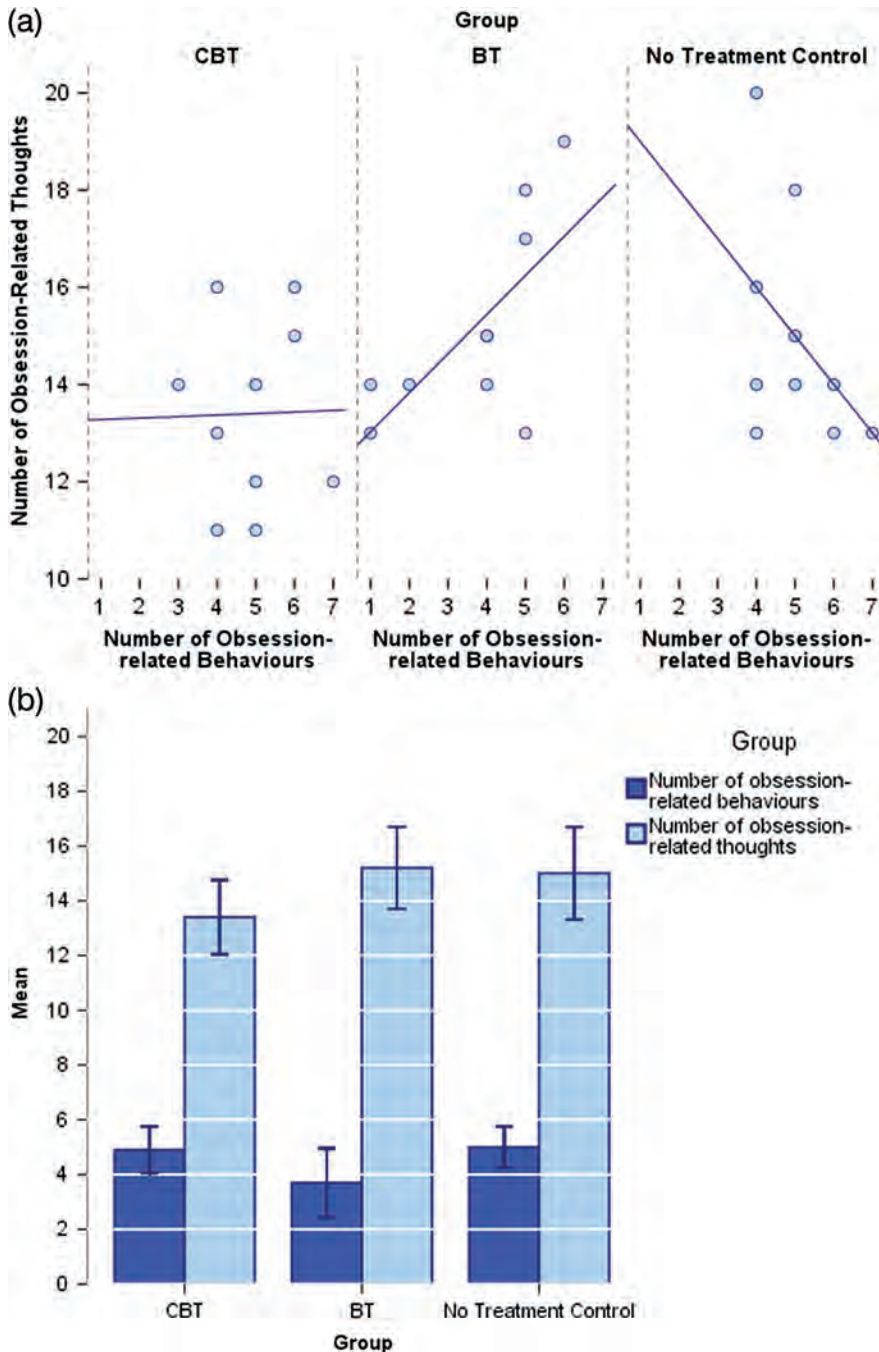 (a)
Group
CBT BT No Treatment Control
Number of Obsession-Related Thoughts
20
18
16
14
12
10
1 2 3 4 5 6 7 1 2 3 4 5 6 7 1 2 3 4 5 6 7
Number of Obsession- Number of Obsession- Number of Obsession-
related Behaviours related Behaviours related Behaviours
(b)
20
18
16
14
12
10
8
6
4
2
0
Mean
Group
Number of obsession-
related behaviours
Number of obsession-
related thoughts
CBT BT No Treatment Control
Group